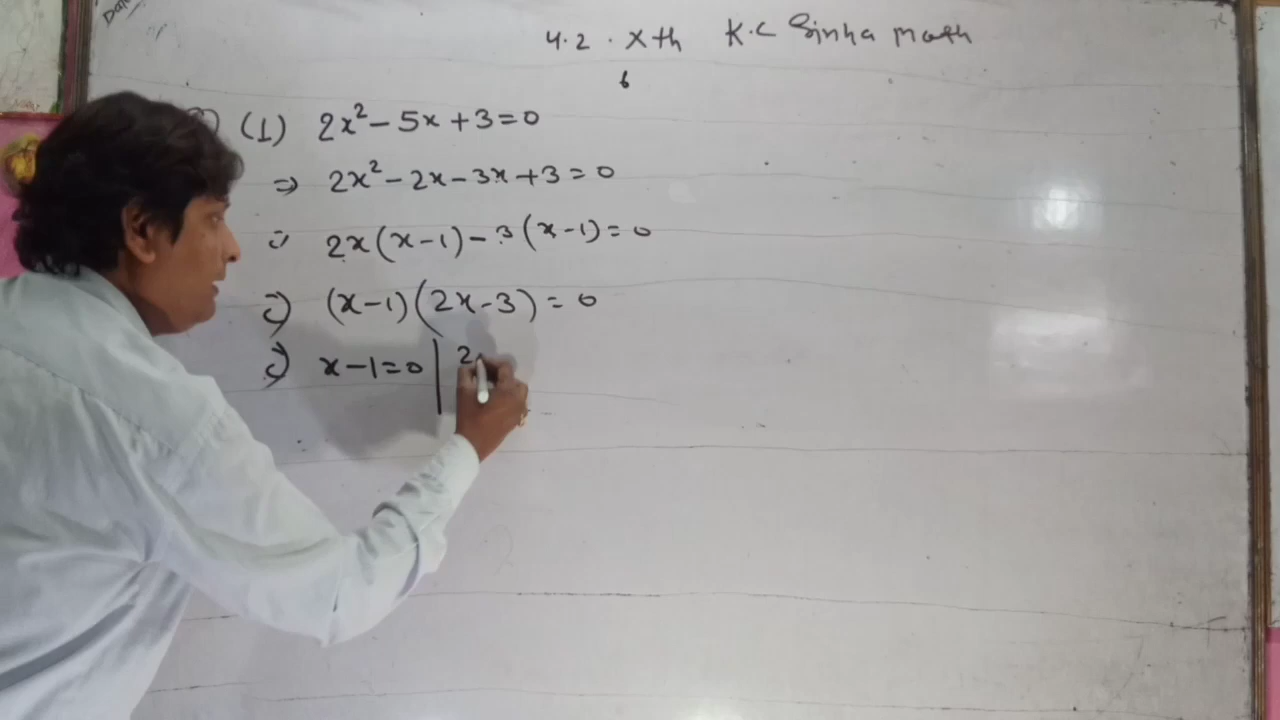 4.2 . Xth K.C Sinha Math
6
(1) 2x² - 5x + 3 = 0
⇒ 2x² - 2x - 3x + 3 = 0
⇒ 2x(x-1) - 3(x-1) = 0
⇒ (x-1)(2x-3) = 0
⇒ x-1=0 | 2